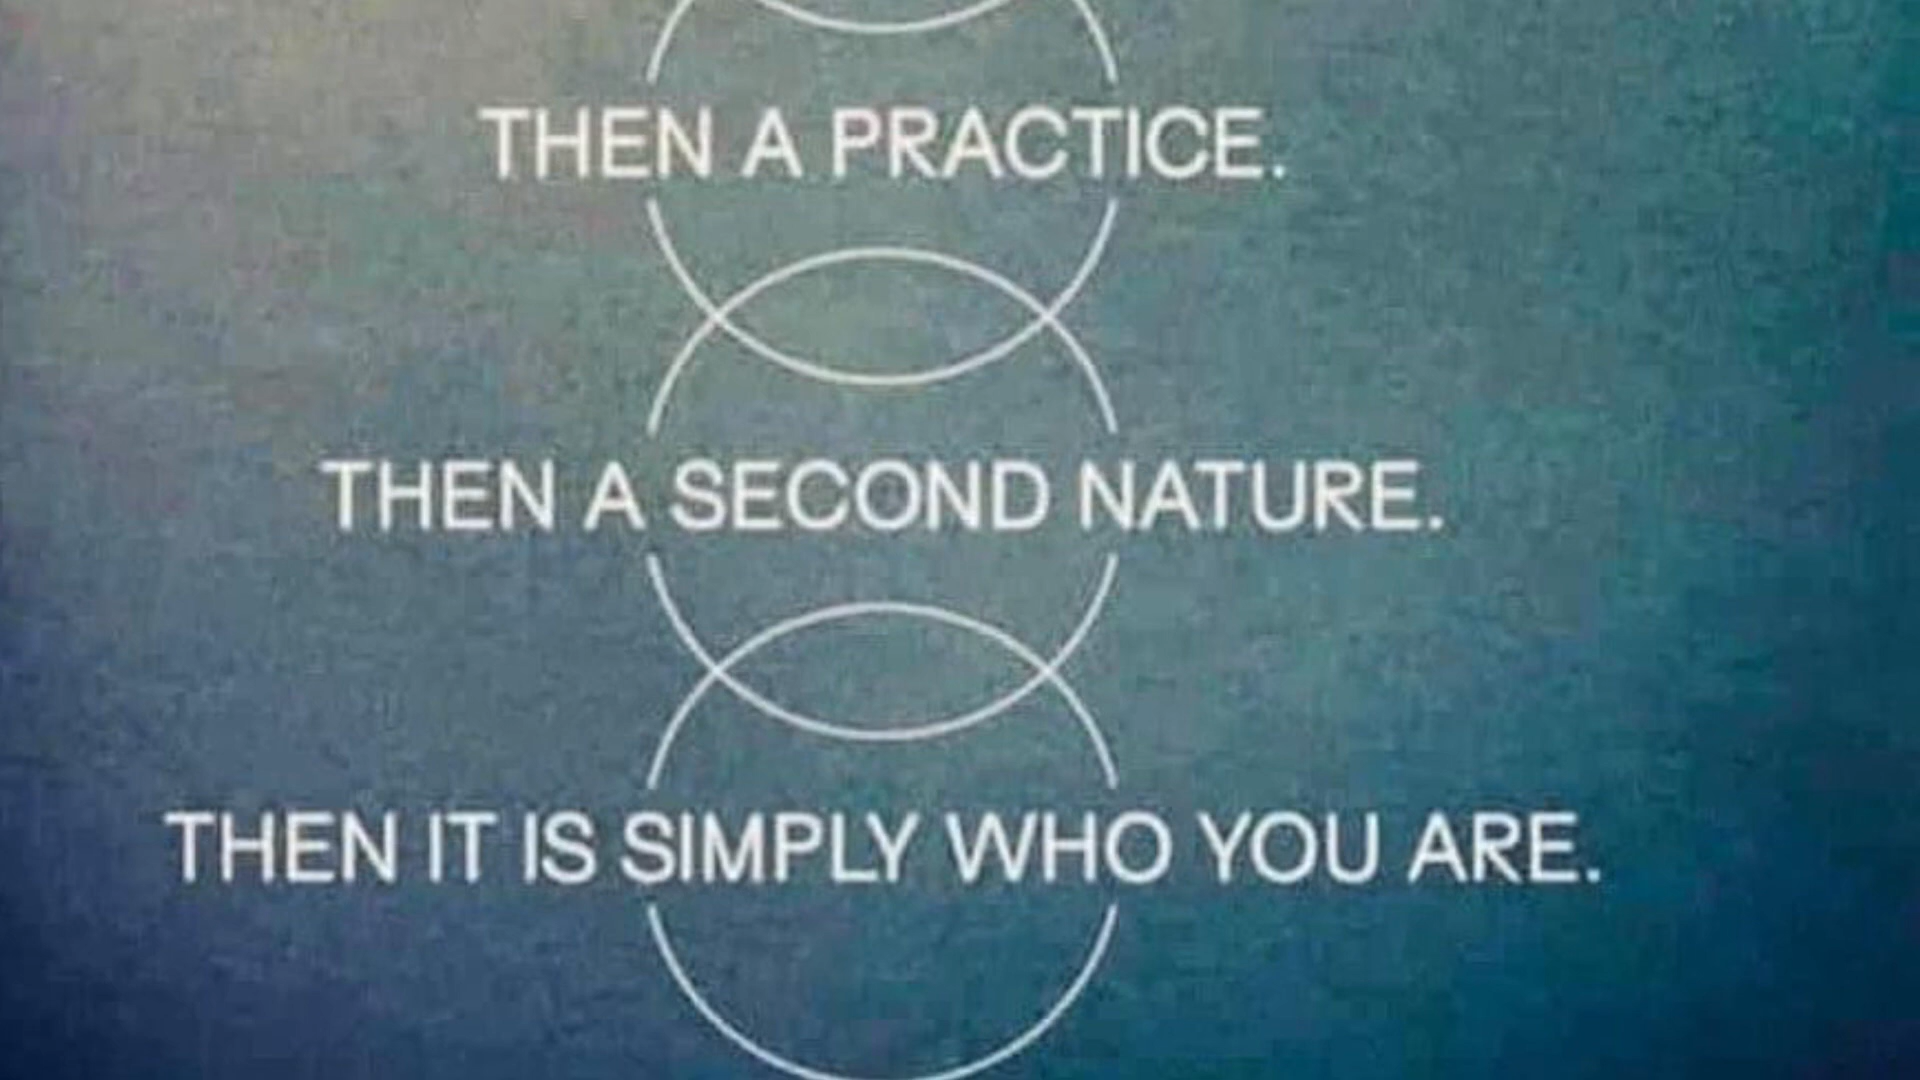 THEN A PRACTICE.
THEN A SECOND NATURE.
THEN IT IS SIMPLY WHO YOU ARE.